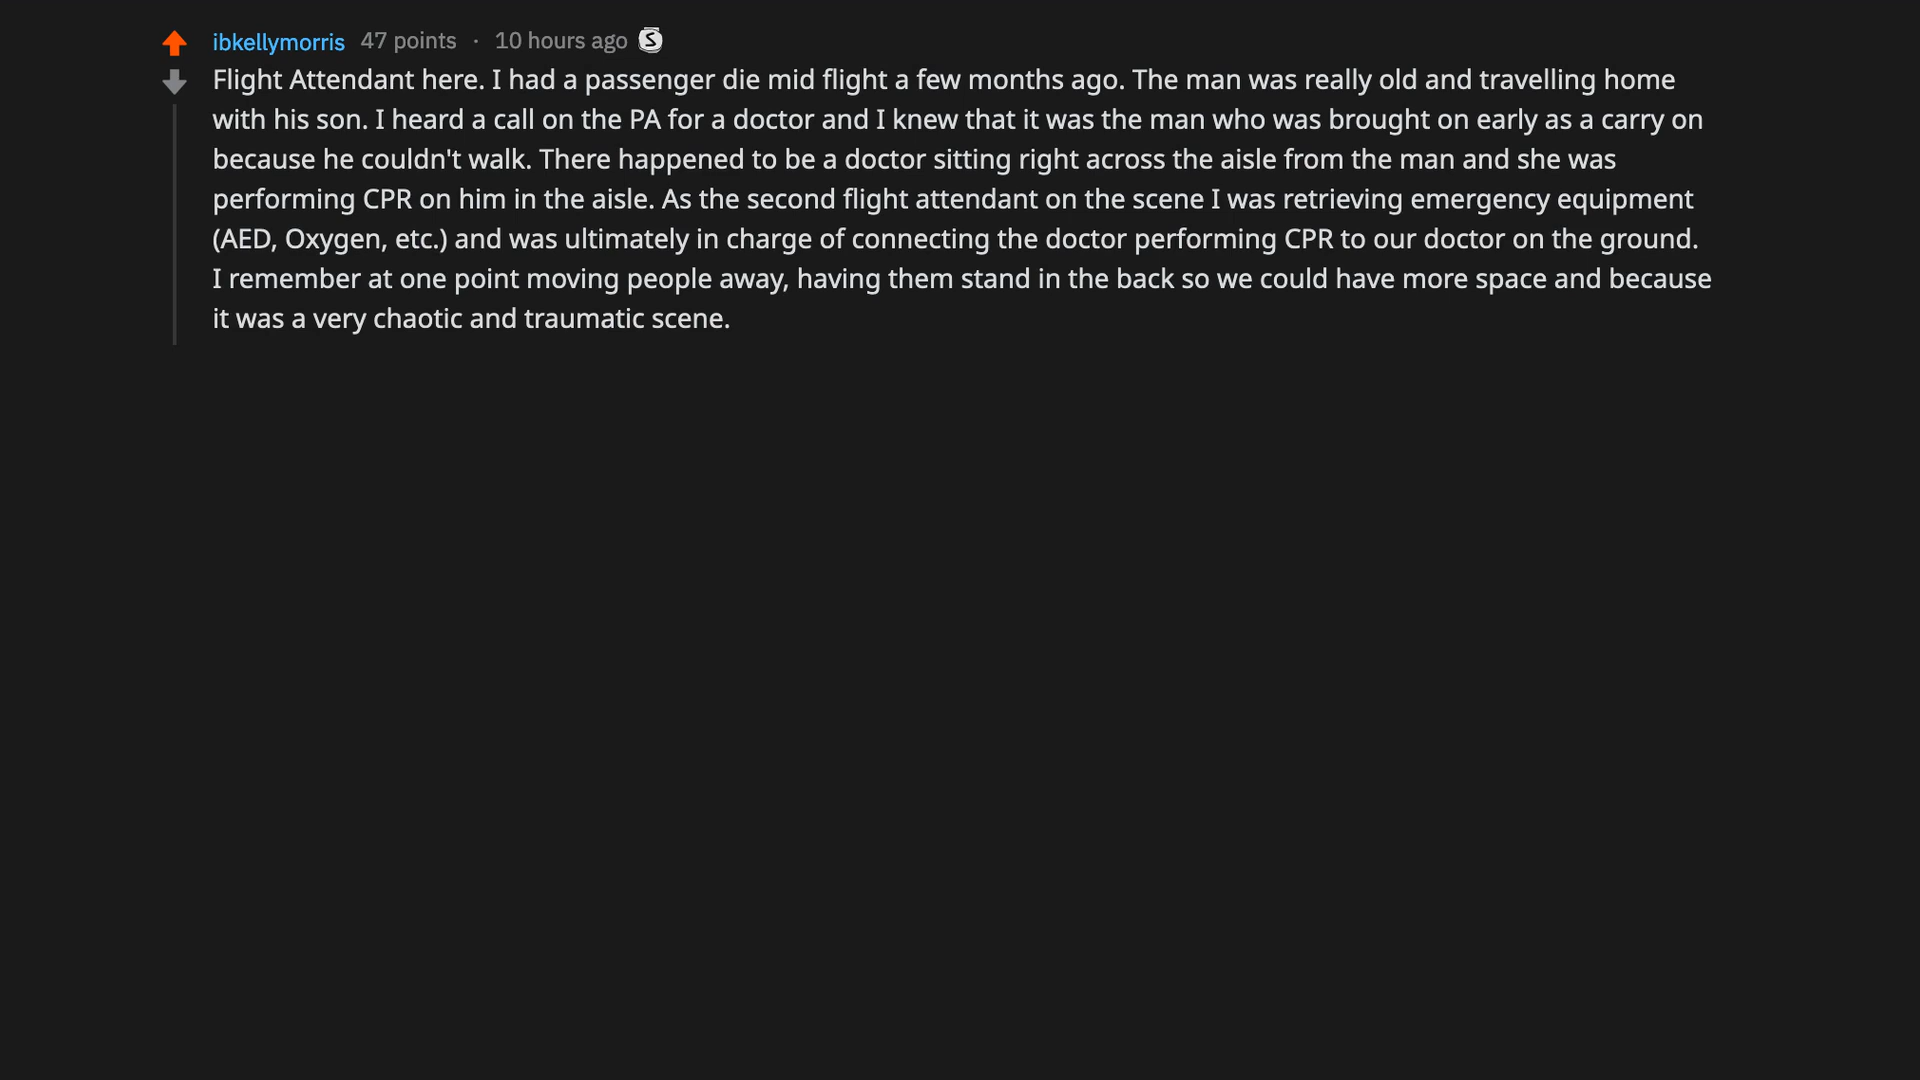 ibkellymorris 47 points · 10 hours ago S
Flight Attendant here. I had a passenger die mid flight a few months ago. The man was really old and travelling home
with his son. I heard a call on the PA for a doctor and I knew that it was the man who was brought on early as a carry on
because he couldn't walk. There happened to be a doctor sitting right across the aisle from the man and she was
performing CPR on him in the aisle. As the second flight attendant on the scene I was retrieving emergency equipment
(AED, Oxygen, etc.) and was ultimately in charge of connecting the doctor performing CPR to our doctor on the ground.
I remember at one point moving people away, having them stand in the back so we could have more space and because
it was a very chaotic and traumatic scene.